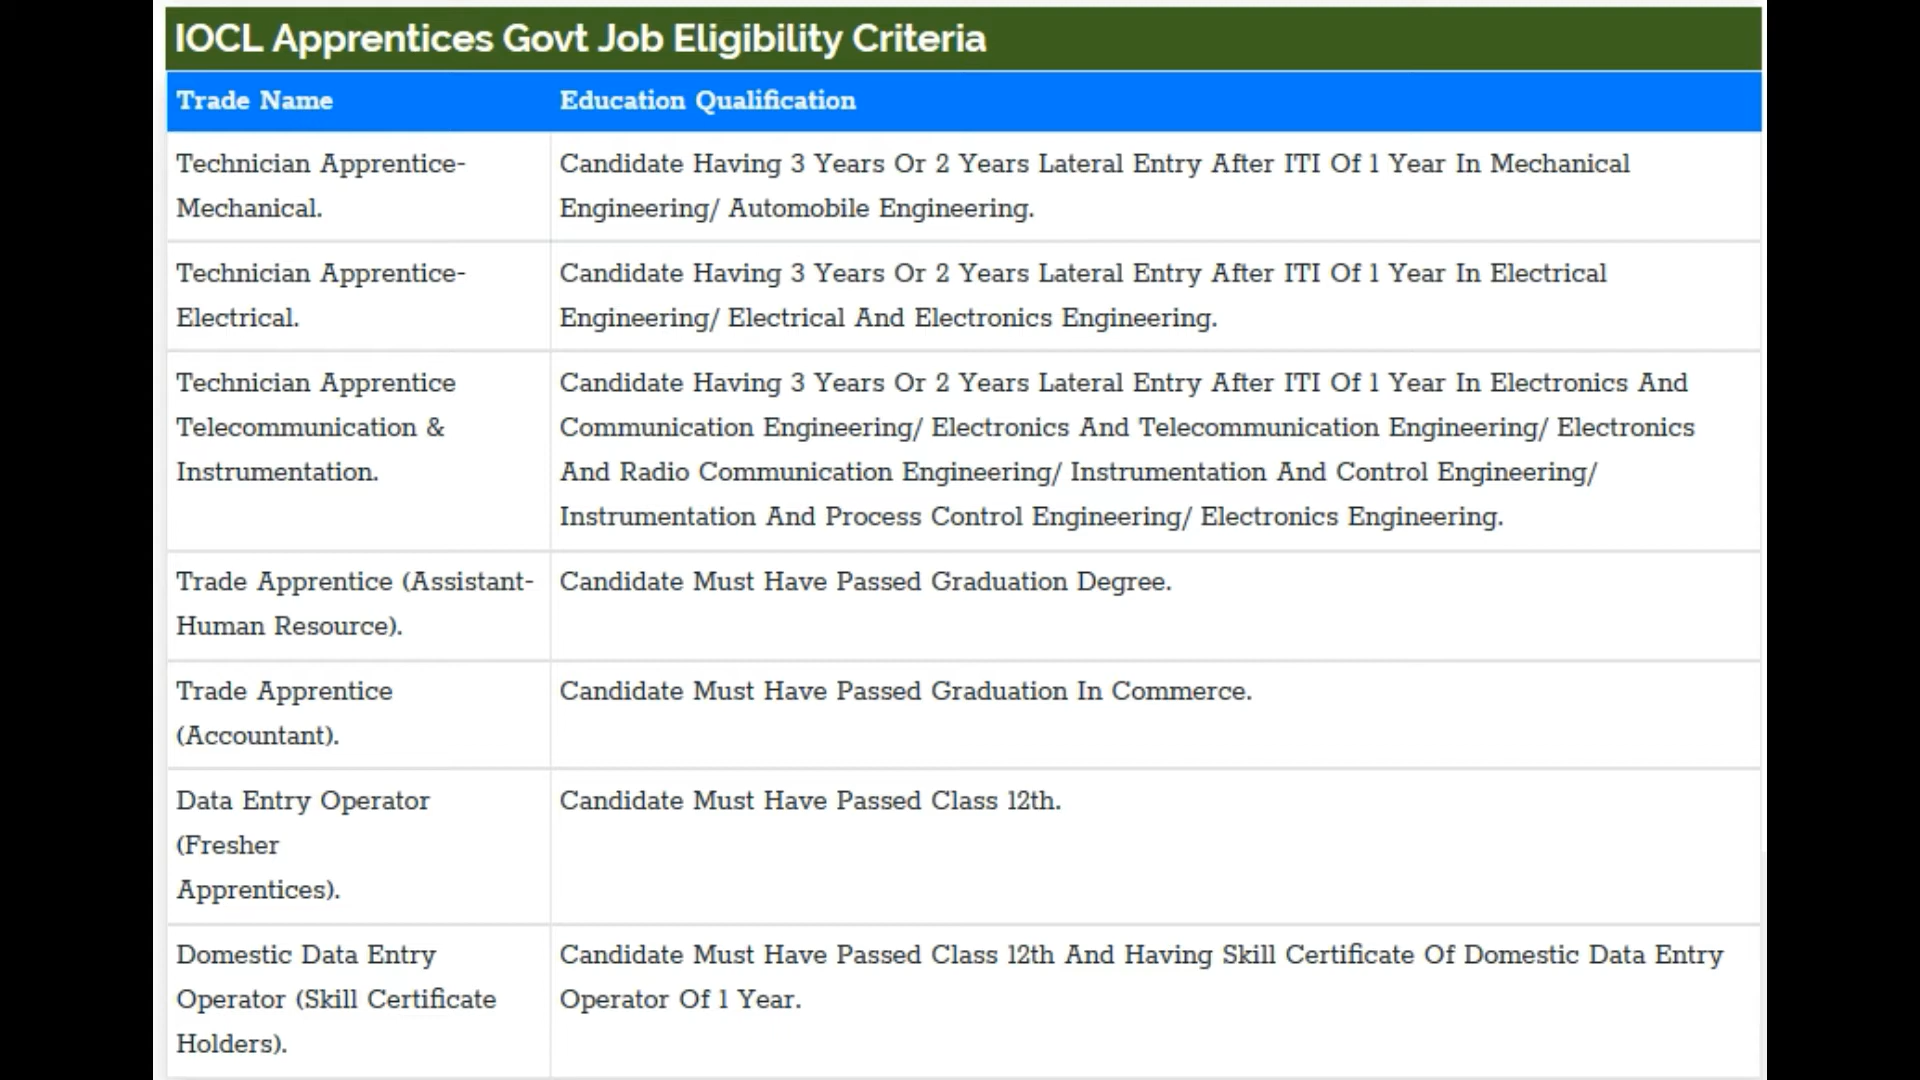 IOCL Apprentices Govt Job Eligibility Criteria
Trade Name
Education Qualification
Technician Apprentice-
Mechanical.
Candidate Having 3 Years Or 2 Years Lateral Entry After ITI Of 1 Year In Mechanical
Engineering/ Automobile Engineering.
Technician Apprentice-
Electrical.
Candidate Having 3 Years Or 2 Years Lateral Entry After ITI Of 1 Year In Electrical
Engineering/ Electrical And Electronics Engineering.
Technician Apprentice
Telecommunication &
Instrumentation.
Candidate Having 3 Years Or 2 Years Lateral Entry After ITI Of 1 Year In Electronics And
Communication Engineering/ Electronics And Telecommunication Engineering/ Electronics
And Radio Communication Engineering/ Instrumentation And Control Engineering/
Instrumentation And Process Control Engineering/ Electronics Engineering.
Trade Apprentice (Assistant-
Human Resource).
Candidate Must Have Passed Graduation Degree.
Trade Apprentice
(Accountant).
Candidate Must Have Passed Graduation In Commerce.
Data Entry Operator
(Fresher
Apprentices).
Candidate Must Have Passed Class 12th.
Domestic Data Entry
Operator (Skill Certificate
Holders).
Candidate Must Have Passed Class 12th And Having Skill Certificate Of Domestic Data Entry
Operator Of 1 Year.